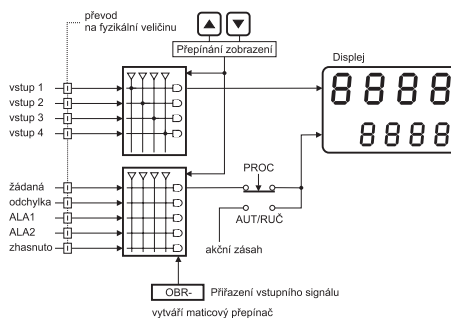 převod
na fyzikální veličinu
Přepínání zobrazení
Displej
vstup 1
vstup 2
vstup 3
vstup 4
8888
8888
žádaná
odchylka
ALA1
ALA2
zhasnuto
PROC
AUT/RUČ
akční zásah
OBR-
Přiřazení vstupního signálu
vytváří maticový přepínač